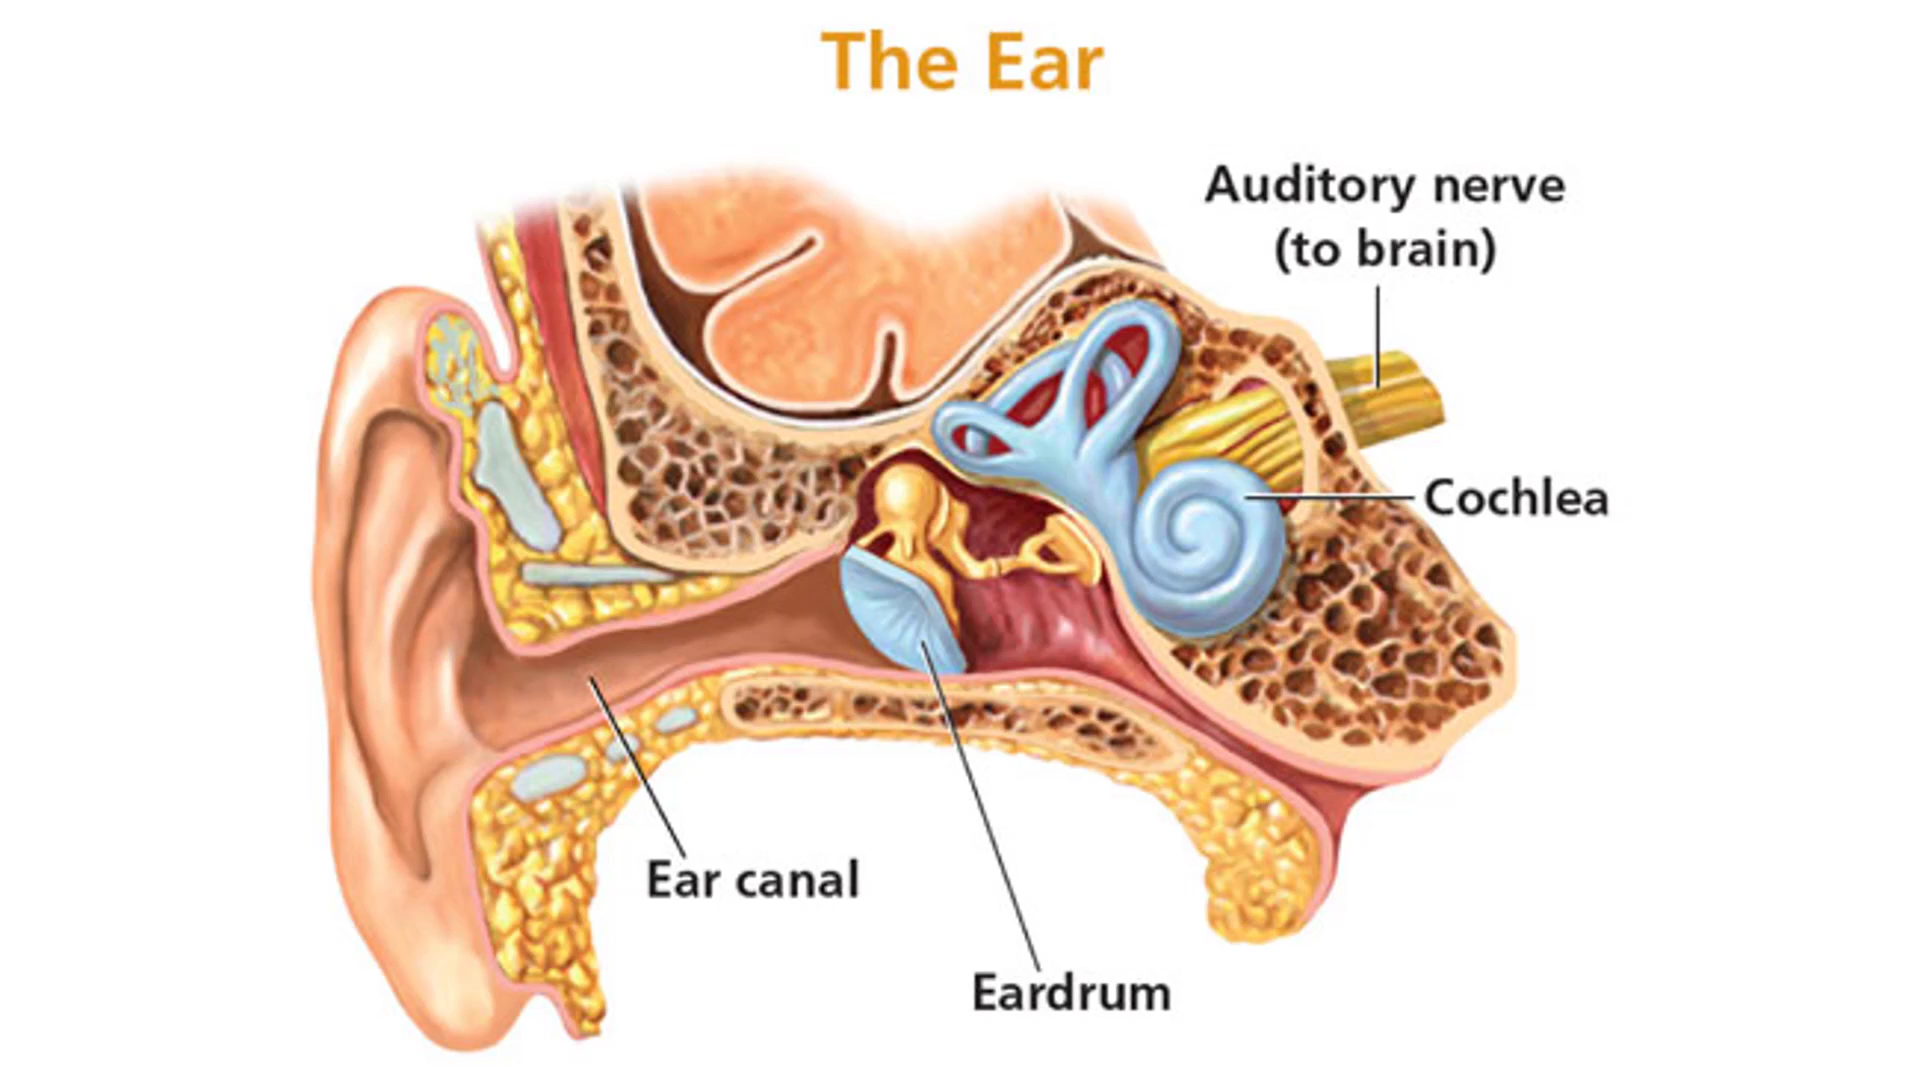 The Ear
Auditory nerve
(to brain)
Cochlea
Ear canal
Eardrum